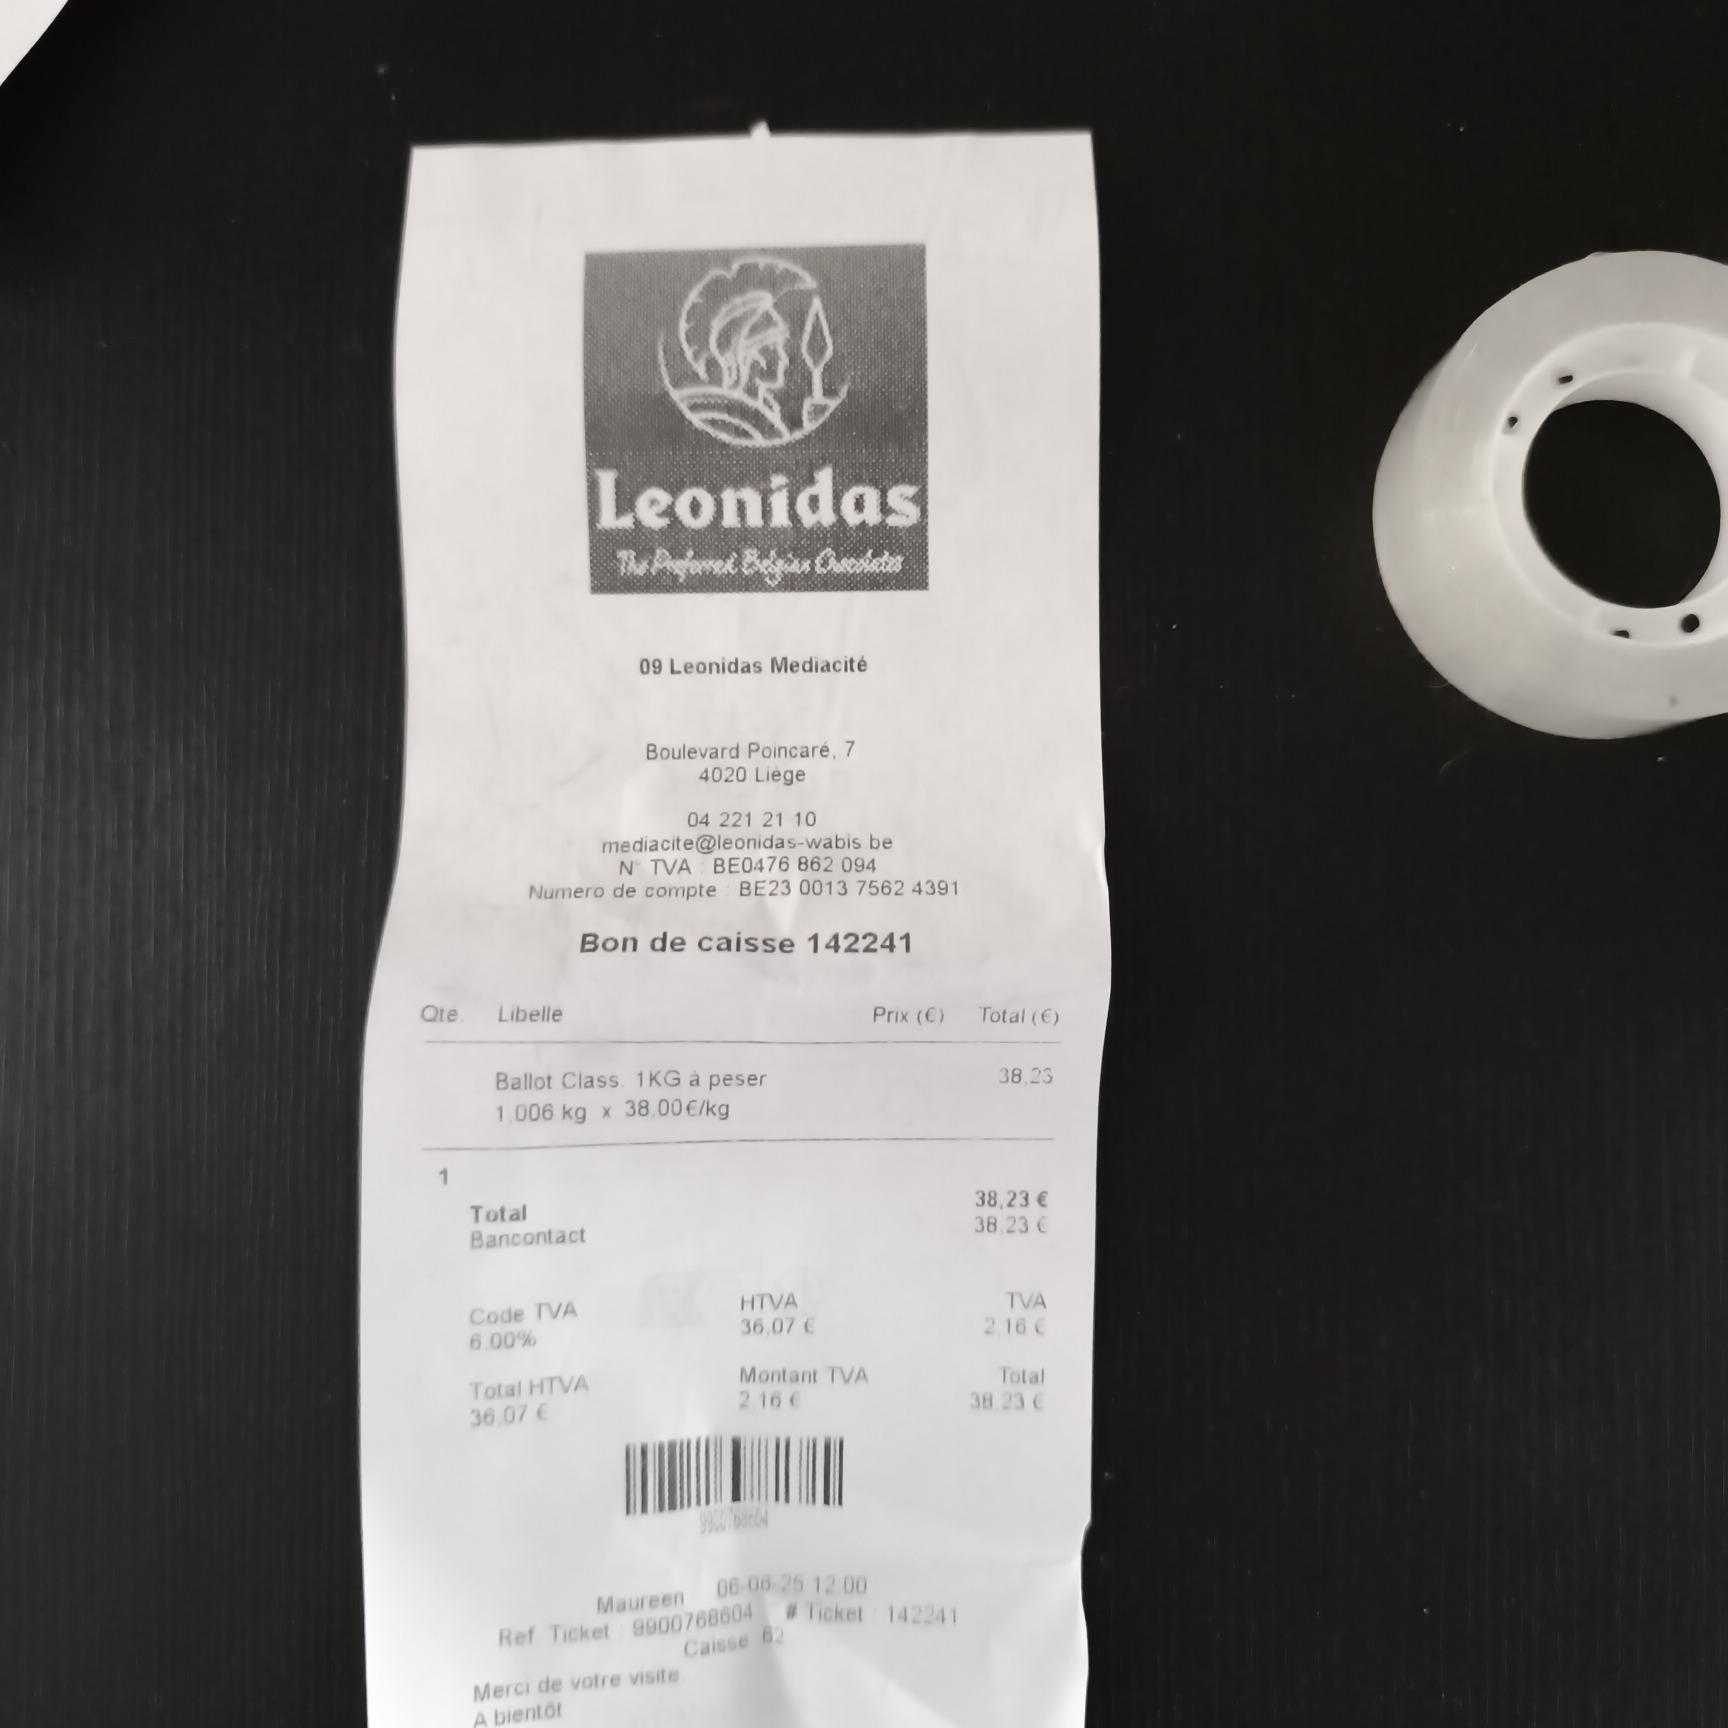 Leonidas
The Preferred Belgian Chocolates
09 Leonidas Mediacité
Boulevard Poincaré, 7
4020 Liège
04 221 21 10
mediacite@leonidas-wabis.be
N° TVA : BE0476 862 094
Numero de compte : BE23 0013 7562 4391
Bon de caisse 142241
Qte. Libellé Prix (€) Total (€)
Ballot Class. 1KG à peser 38,23
1.006 kg x 38.00€/kg
1
Total 38,23 €
Bancontact 38.23 €
Code TVA HTVA TVA
6.00% 36.07 € 2.16 €
Total HTVA Montant TVA Total
36.07 € 2.16 € 38.23 €
9900768604
Maureen 06-06-25 12:00
Ref. Ticket : 9900768604 # Ticket : 142241
Caisse 62
Merci de votre visite
A bientôt